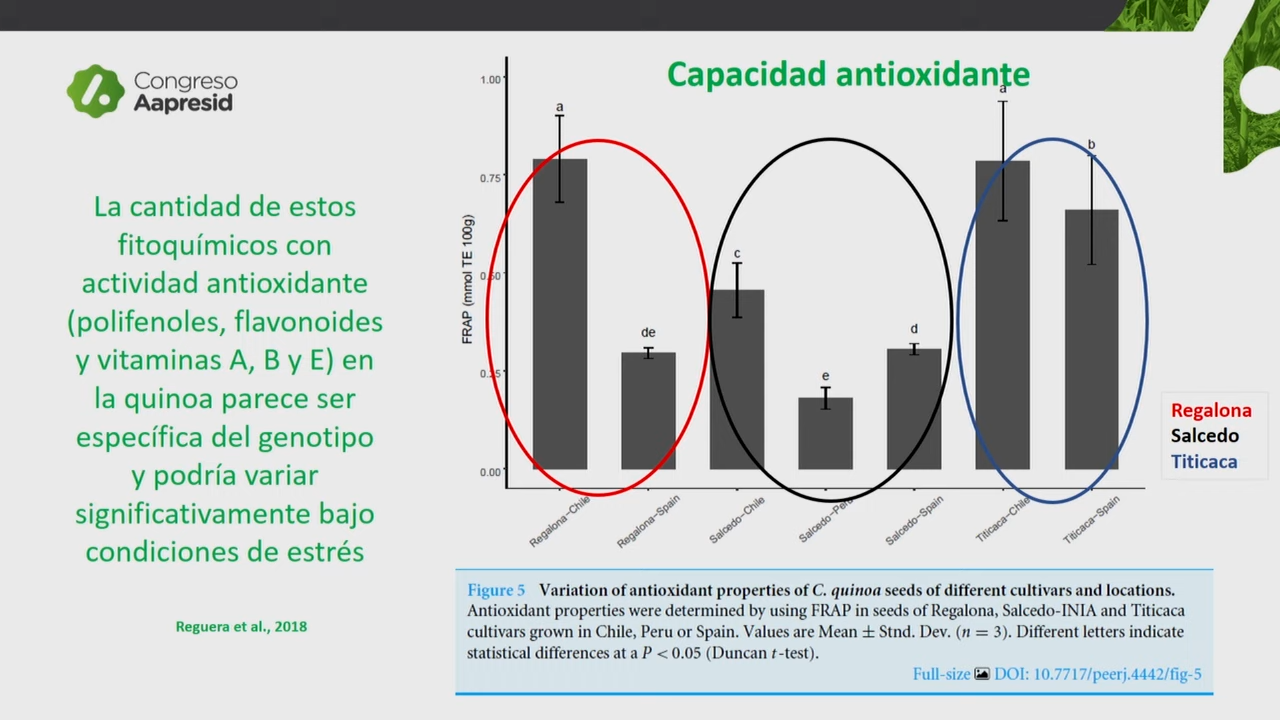 Congreso
Aapresid
Capacidad antioxidante
La cantidad de estos
fitoquímicos con
actividad antioxidante
(polifenoles, flavonoides
y vitaminas A, B y E) en
la quinoa parece ser
específica del genotipo
y podría variar
significativamente bajo
condiciones de estrés
Reguera et al., 2018
FRAP (mmol TE 100g)
1.00
0.75
0.50
0.25
0.00
a
de
c
e
d
a
b
Regalona-Chile
Regalona-Spain
Salcedo-Chile
Salcedo-Peru
Salcedo-Spain
Titicaca-Chile
Titicaca-Spain
Regalona
Salcedo
Titicaca
Figure 5 Variation of antioxidant properties of C. quinoa seeds of different cultivars and locations.
Antioxidant properties were determined by using FRAP in seeds of Regalona, Salcedo-INIA and Titicaca
cultivars grown in Chile, Peru or Spain. Values are Mean ± Stnd. Dev. (n = 3). Different letters indicate
statistical differences at a P < 0.05 (Duncan t-test).
Full-size DOI: 10.7717/peerj.4442/fig-5